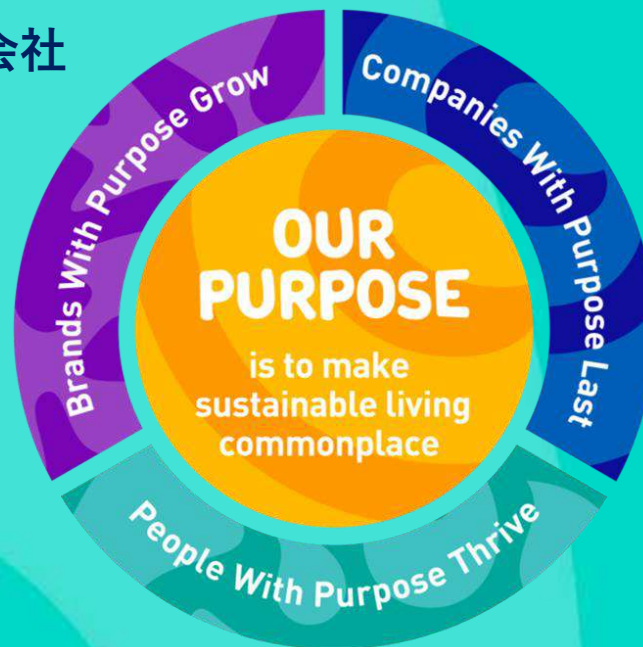 会社
Brands With Purpose Grow
Companies With Purpose Last
OUR
PURPOSE
is to make
sustainable living
commonplace
People With Purpose Thrive